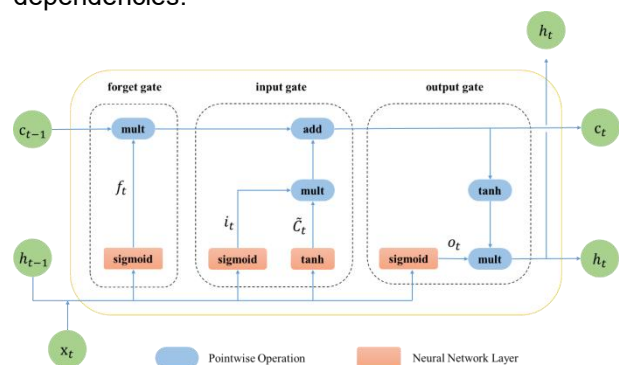 dependencies.
h_t
forget gate input gate output gate
c_{t-1} mult add c_t
f_t i_t mult C̃_t tanh
o_t
h_{t-1} sigmoid sigmoid tanh sigmoid mult h_t
x_t
Pointwise Operation Neural Network Layer